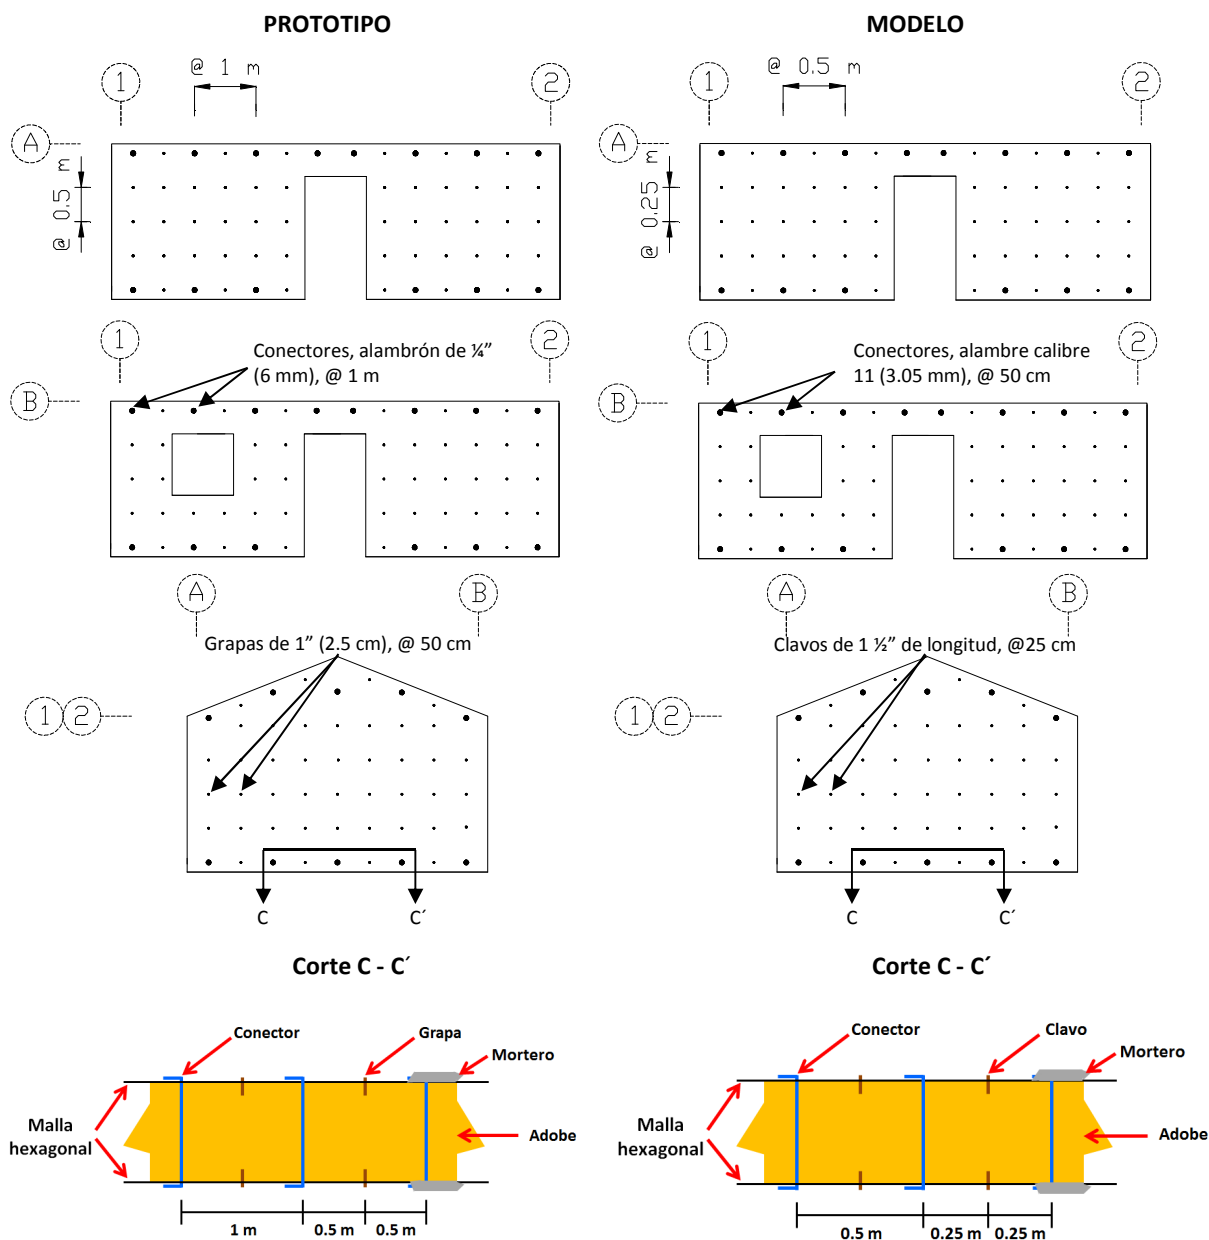 PROTOTIPO
MODELO
@ 1 m
@ 0.5 m
1
2
1
2
A
A
@ 0.5 m
@ 0.25 m
1
2
1
2
Conectores, alambrón de ¼”
(6 mm), @ 1 m
Conectores, alambre calibre
11 (3.05 mm), @ 50 cm
B
B
A
B
A
B
Grapas de 1” (2.5 cm), @ 50 cm
Clavos de 1 ½” de longitud, @25 cm
1 2
1 2
C
C´
C
C´
Corte C - C´
Corte C - C´
Conector
Grapa
Mortero
Malla
hexagonal
Adobe
1 m
0.5 m
0.5 m
Conector
Clavo
Mortero
Malla
hexagonal
Adobe
0.5 m
0.25 m
0.25 m